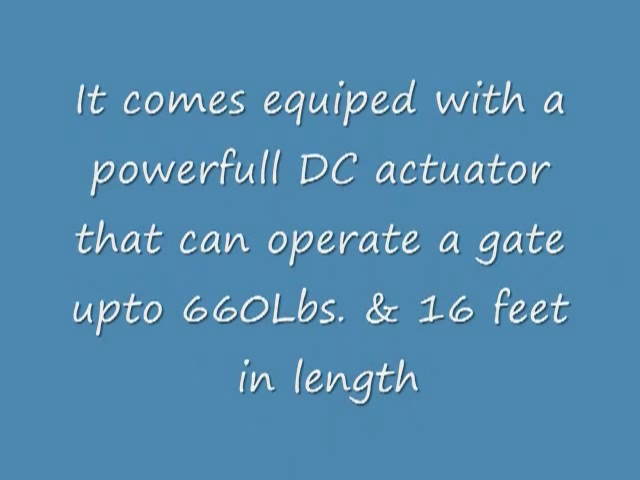 It comes equiped with a
powerfull DC actuator
that can operate a gate
upto 660Lbs. & 16 feet
in length